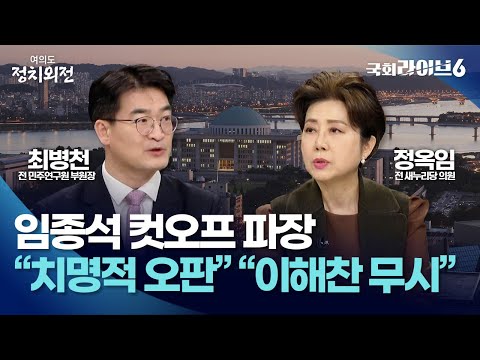 여의도
정치외전
국회라이브6
최병천
전 민주연구원 부원장
정옥임
전 새누리당 의원
임종석 컷오프 파장
“치명적 오판” “이해찬 무시”